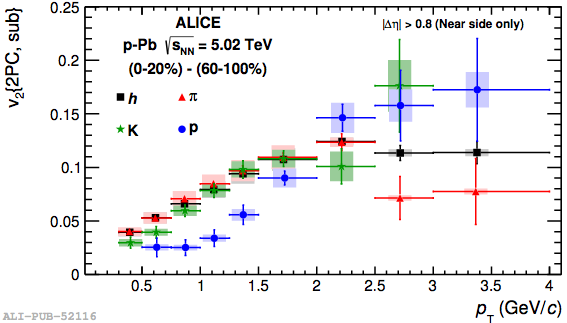 ALICE
p-Pb √sNN = 5.02 TeV
(0-20%) - (60-100%)
|Δη| > 0.8 (Near side only)
h
π
K
p
v2{2PC, sub}
0.25
0.2
0.15
0.1
0.05
0
0.5 1 1.5 2 2.5 3 3.5 4
pT (GeV/c)
ALI-PUB-52116